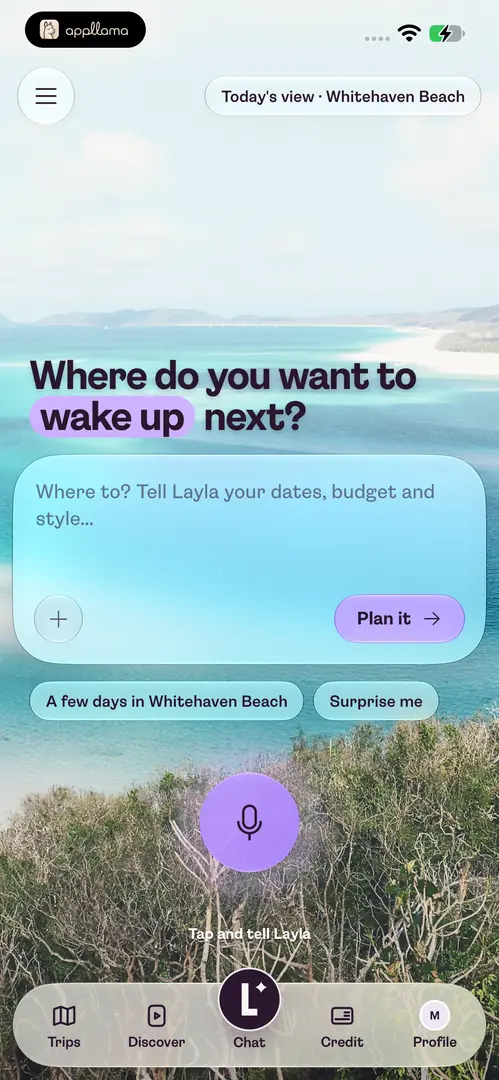 appllama
Today's view · Whitehaven Beach
Where do you want to
wake up next?
Where to? Tell Layla your dates, budget and
style...
Plan it
A few days in Whitehaven Beach
Surprise me
Tap and tell Layla
L
M
Trips
Discover
Chat
Credit
Profile